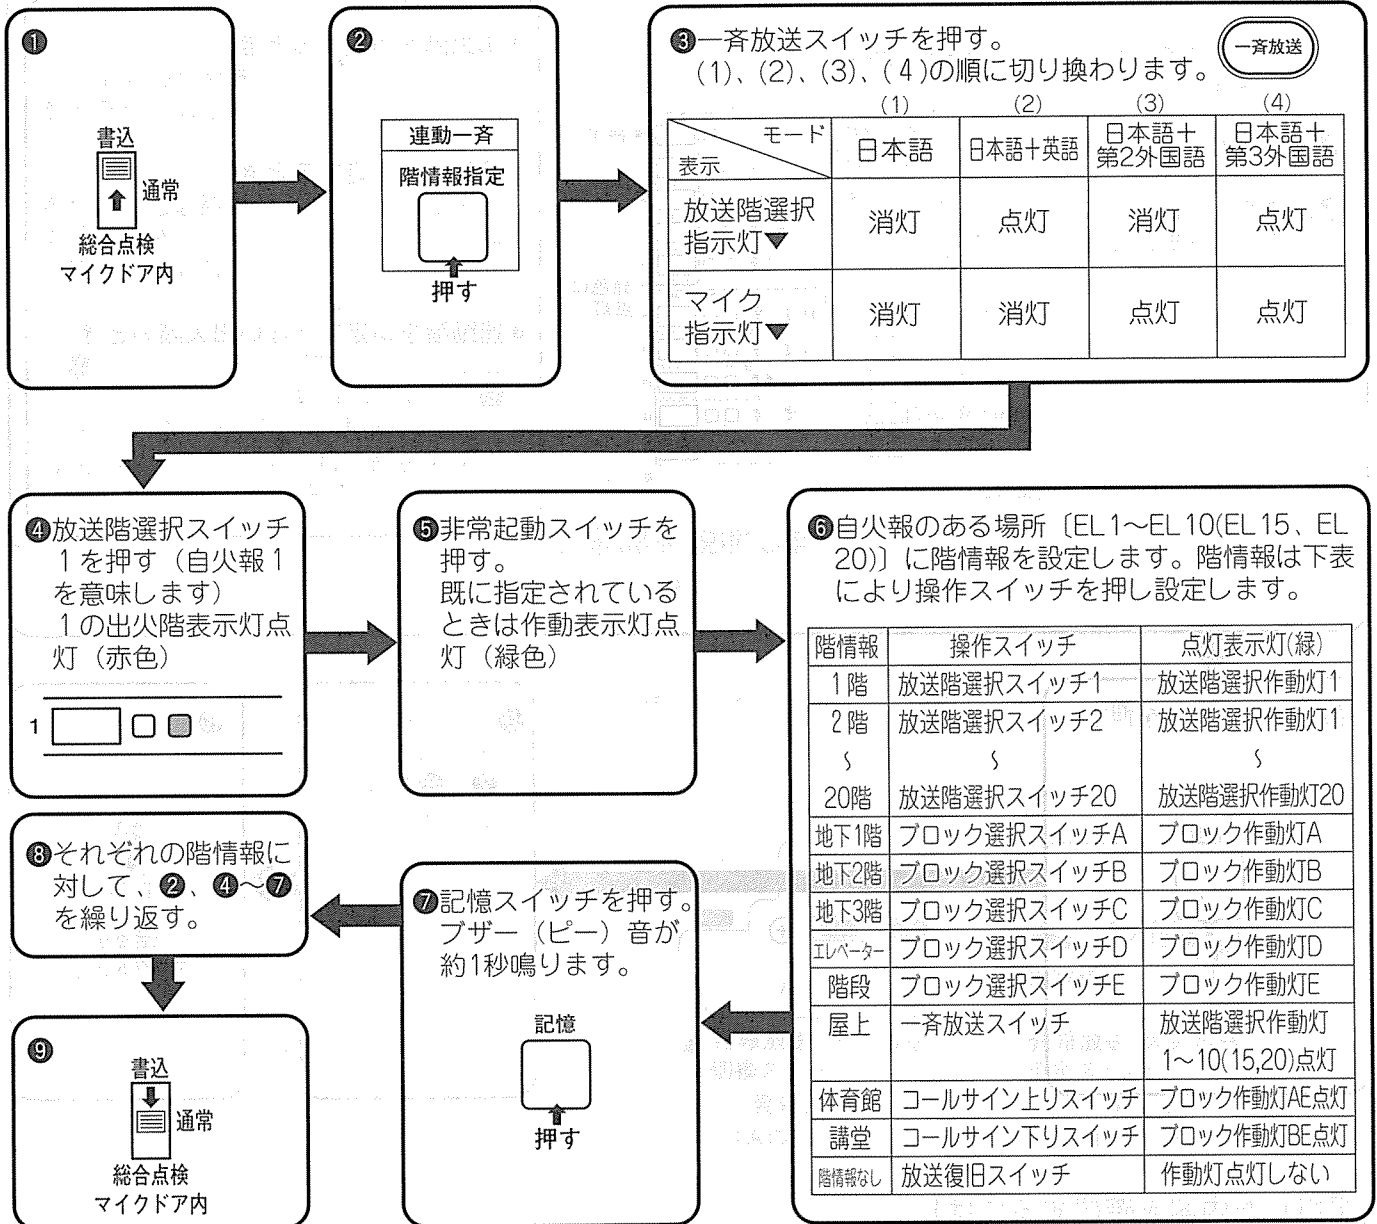 ❶
書込
通常
総合点検
マイクドア内
❷
連動一斉
階情報指定
押す
❸一斉放送スイッチを押す。
(1)、(2)、(3)、(4)の順に切り換わります。
一斉放送
(1) (2) (3) (4)
モード
表示
日本語 日本語+英語 日本語+第2外国語 日本語+第3外国語
放送階選択指示灯▼ 消灯 点灯 消灯 点灯
マイク指示灯▼ 消灯 消灯 点灯 点灯
❹放送階選択スイッチ
1を押す（自火報1
を意味します）
1の出火階表示灯点
灯（赤色）
1
❺非常起動スイッチを
押す。
既に指定されている
ときは作動表示灯点
灯（緑色）
❻自火報のある場所〔EL1～EL10(EL15、EL
20)〕に階情報を設定します。階情報は下表
により操作スイッチを押し設定します。
階情報 操作スイッチ 点灯表示灯(緑)
1階 放送階選択スイッチ1 放送階選択作動灯1
2階 放送階選択スイッチ2 放送階選択作動灯1
〜 〜 〜
20階 放送階選択スイッチ20 放送階選択作動灯20
地下1階 ブロック選択スイッチA ブロック作動灯A
地下2階 ブロック選択スイッチB ブロック作動灯B
地下3階 ブロック選択スイッチC ブロック作動灯C
エレベーター ブロック選択スイッチD ブロック作動灯D
階段 ブロック選択スイッチE ブロック作動灯E
屋上 一斉放送スイッチ 放送階選択作動灯
1～10(15,20)点灯
体育館 コールサイン上りスイッチ ブロック作動灯AE点灯
講堂 コールサイン下りスイッチ ブロック作動灯BE点灯
階情報なし 放送復旧スイッチ 作動灯点灯しない
❼記憶スイッチを押す。
ブザー（ピー）音が
約1秒鳴ります。
記憶
押す
❽それぞれの階情報に
対して、❷、❹～❼
を繰り返す。
❾
書込
通常
総合点検
マイクドア内